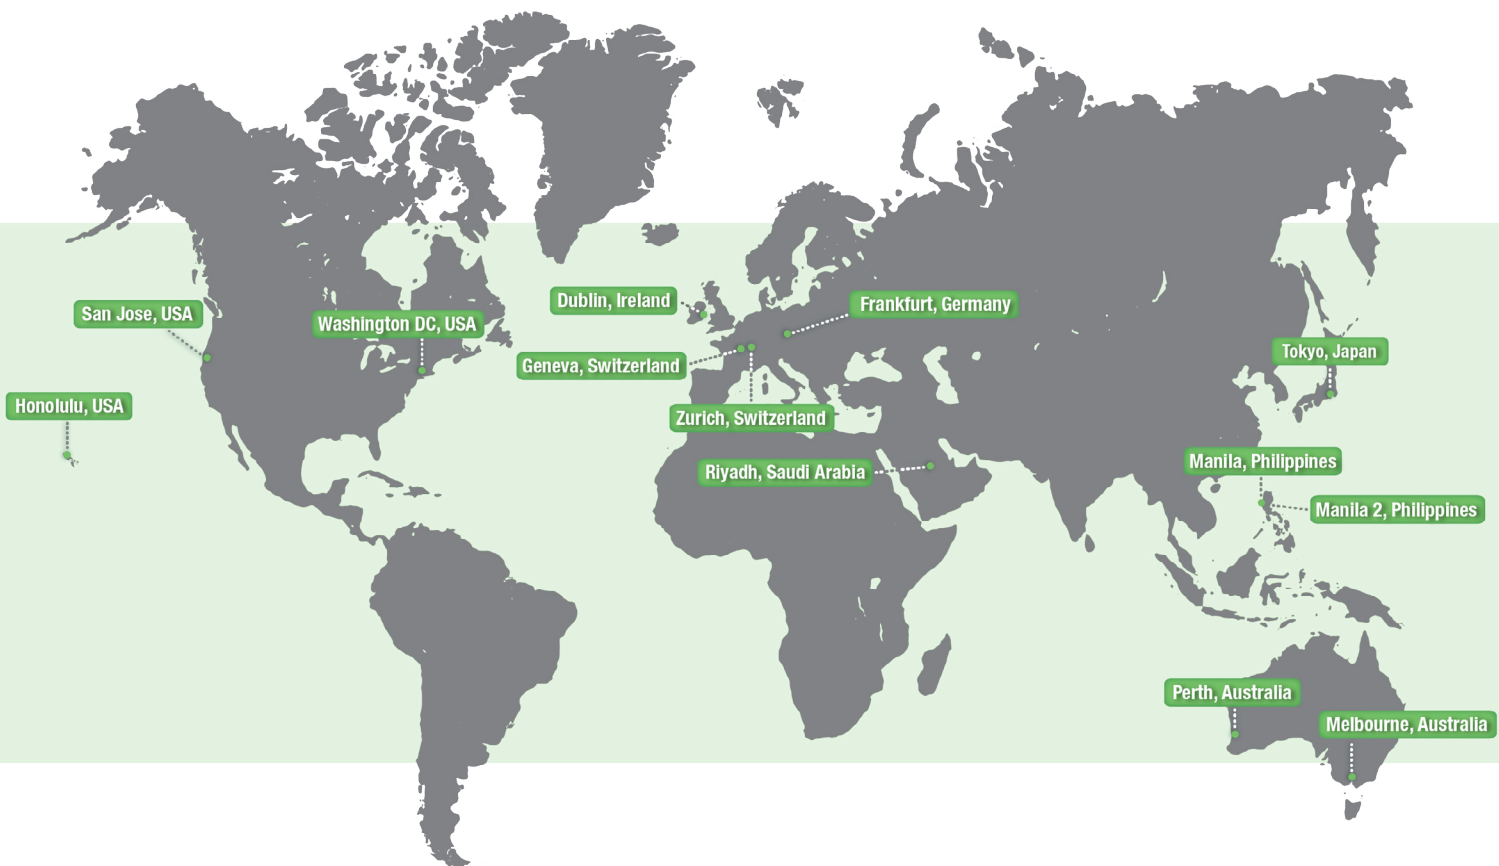 Dublin, Ireland
Frankfurt, Germany
San Jose, USA
Washington DC, USA
Geneva, Switzerland
Tokyo, Japan
Honolulu, USA
Zurich, Switzerland
Riyadh, Saudi Arabia
Manila, Philippines
Manila 2, Philippines
Perth, Australia
Melbourne, Australia